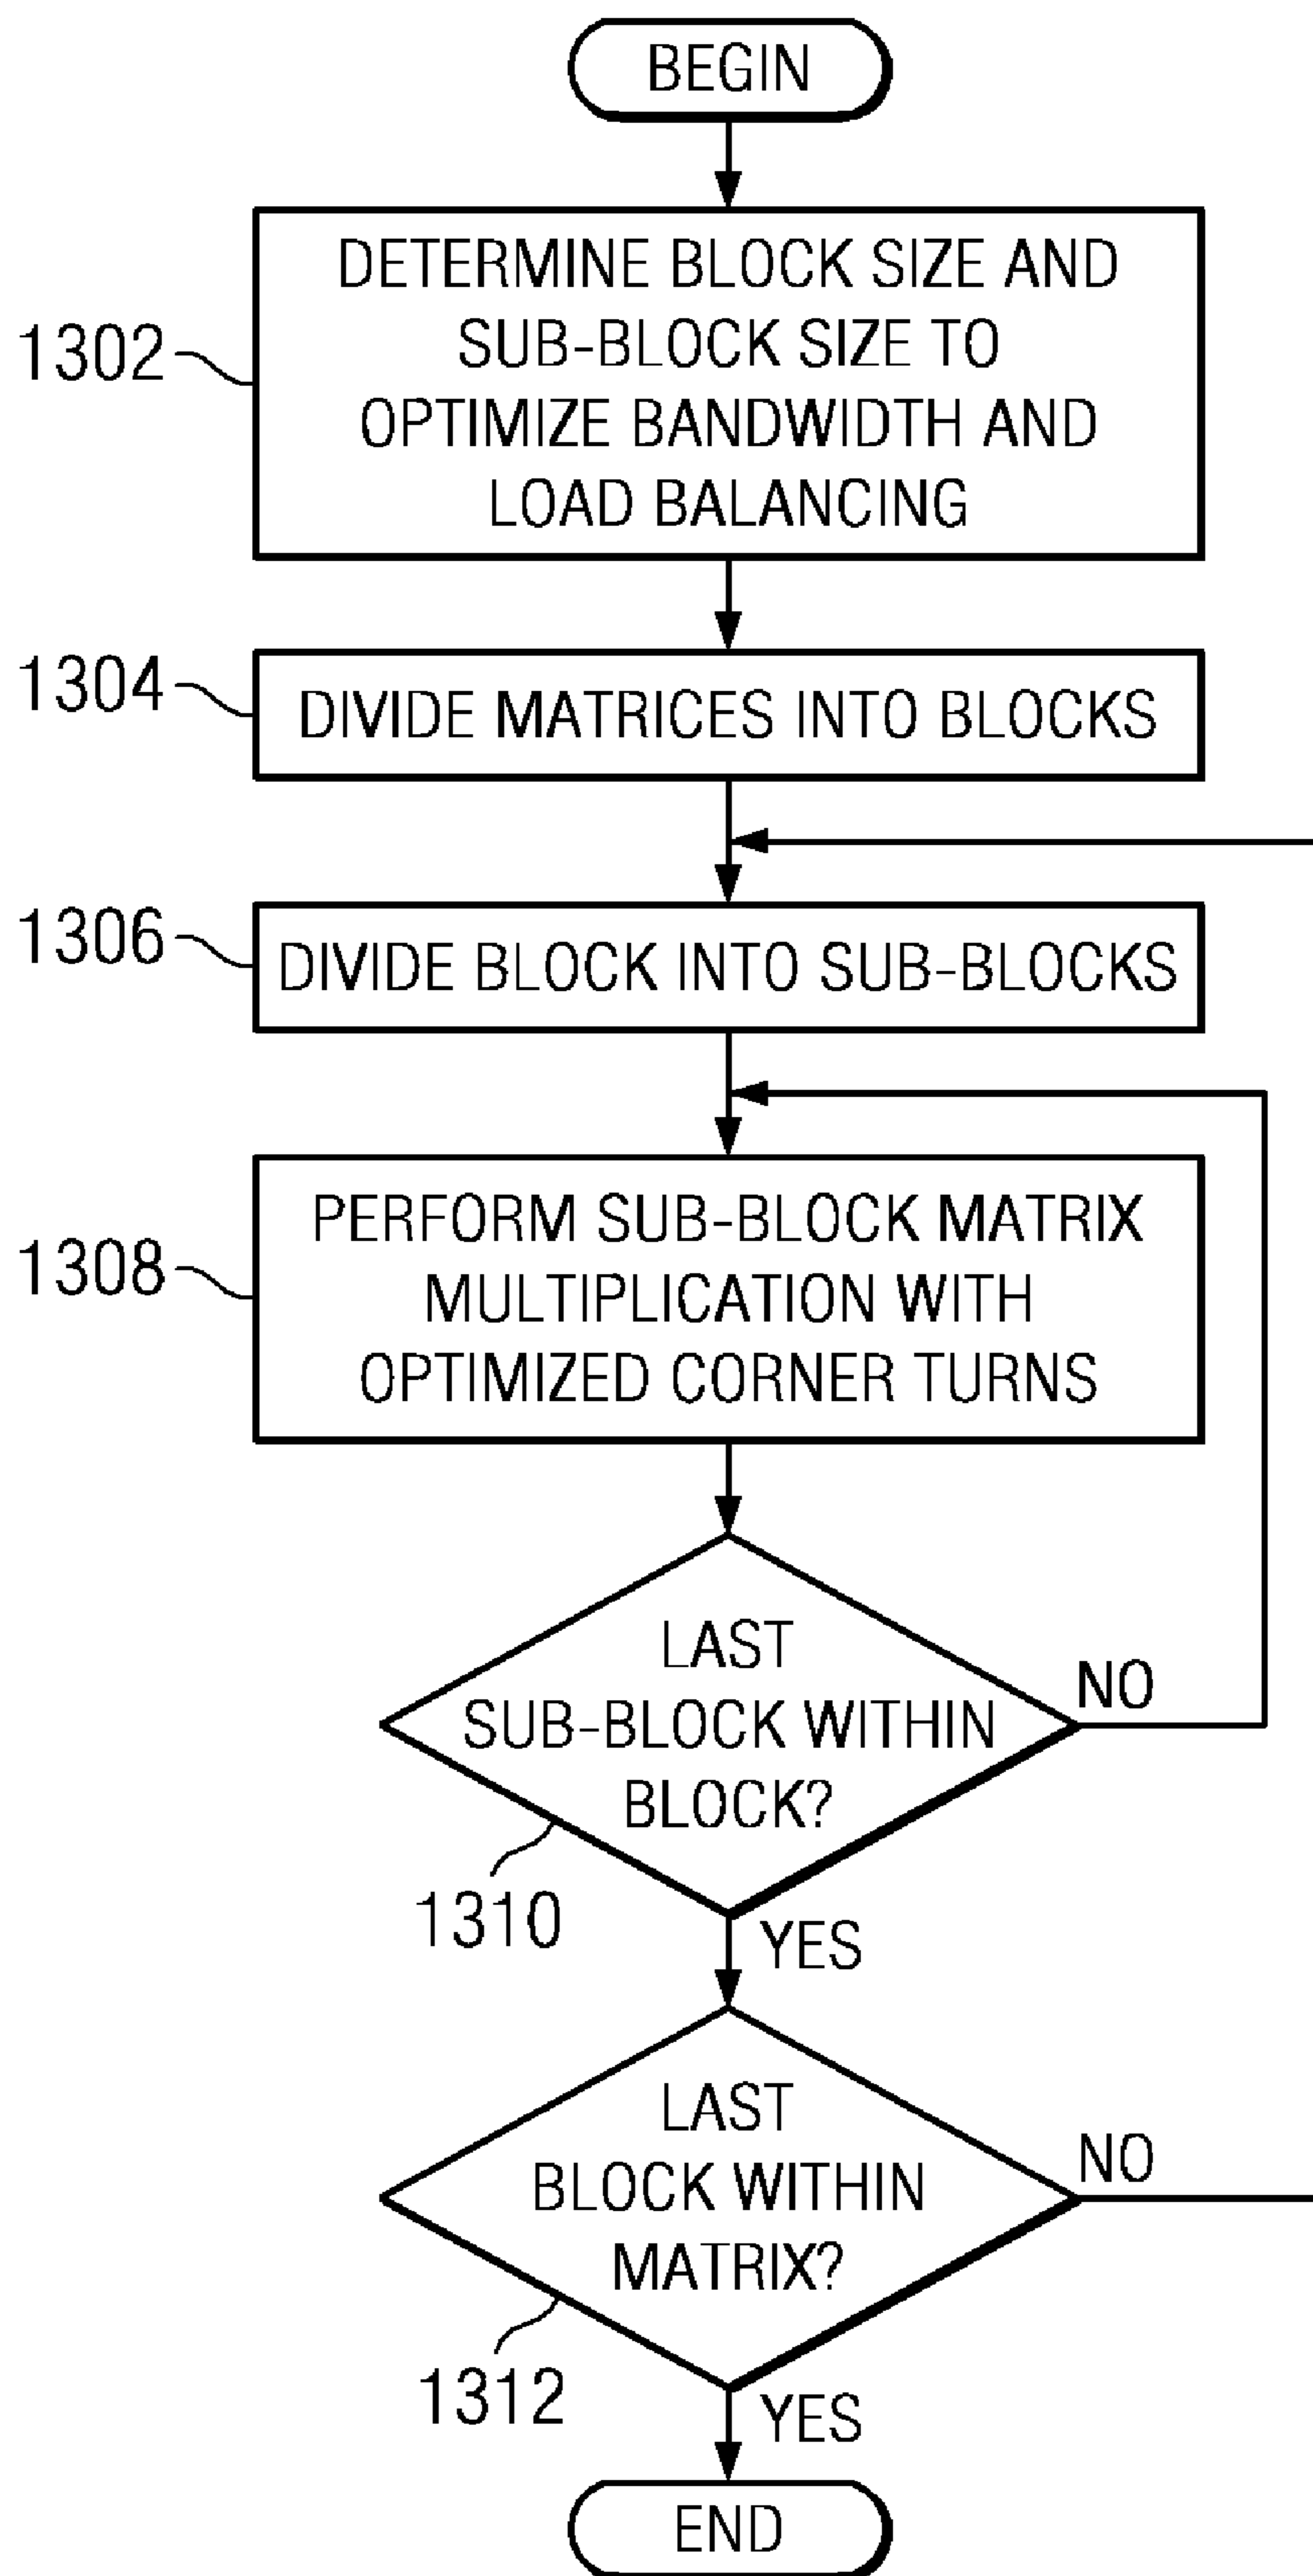 BEGIN
1302
DETERMINE BLOCK SIZE AND
SUB-BLOCK SIZE TO
OPTIMIZE BANDWIDTH AND
LOAD BALANCING
1304
DIVIDE MATRICES INTO BLOCKS
1306
DIVIDE BLOCK INTO SUB-BLOCKS
1308
PERFORM SUB-BLOCK MATRIX
MULTIPLICATION WITH
OPTIMIZED CORNER TURNS
LAST
SUB-BLOCK WITHIN
BLOCK?
NO
1310
YES
LAST
BLOCK WITHIN
MATRIX?
NO
1312
YES
END